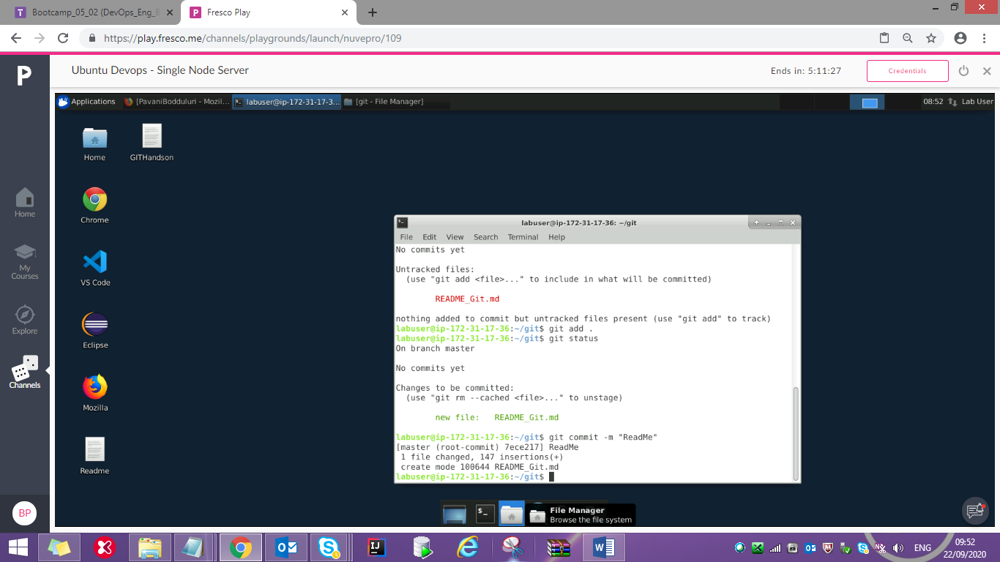 Bootcamp_05_02 (DevOps_Eng_B
Fresco Play
https://play.fresco.me/channels/playgrounds/launch/nuvepro/109
Ubuntu Devops - Single Node Server
Ends in: 5:11:27
Credentials
Applications
[PavaniBodduluri - Mozil...
labuser@ip-172-31-17-3...
[git - File Manager]
08:52
Lab User
Home
My
Courses
Explore
Channels
BP
Home
GITHandson
Chrome
VS Code
Eclipse
Mozilla
Readme
labuser@ip-172-31-17-36: ~/git
File Edit View Search Terminal Help
No commits yet
Untracked files:
(use "git add <file>..." to include in what will be committed)
README_Git.md
nothing added to commit but untracked files present (use "git add" to track)
labuser@ip-172-31-17-36:~/git$ git add .
labuser@ip-172-31-17-36:~/git$ git status
On branch master
No commits yet
Changes to be committed:
(use "git rm --cached <file>..." to unstage)
new file: README_Git.md
labuser@ip-172-31-17-36:~/git$ git commit -m "ReadMe"
[master (root-commit) 7ece217] ReadMe
1 file changed, 147 insertions(+)
create mode 100644 README_Git.md
labuser@ip-172-31-17-36:~/git$
File Manager
Browse the file system
ENG
09:52
22/09/2020